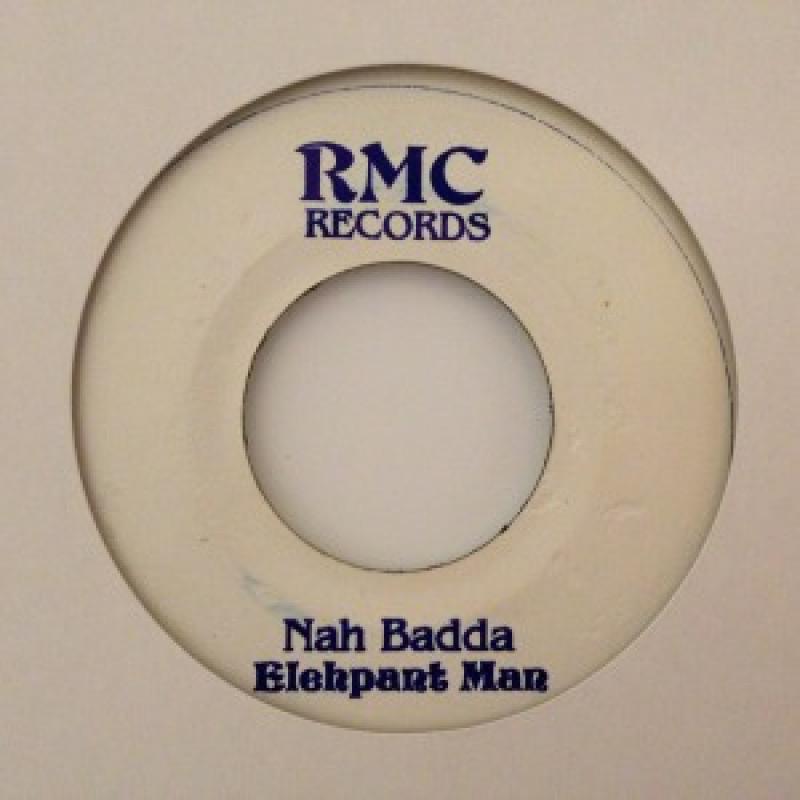 RMC
RECORDS
Nah Badda
Elehpant Man